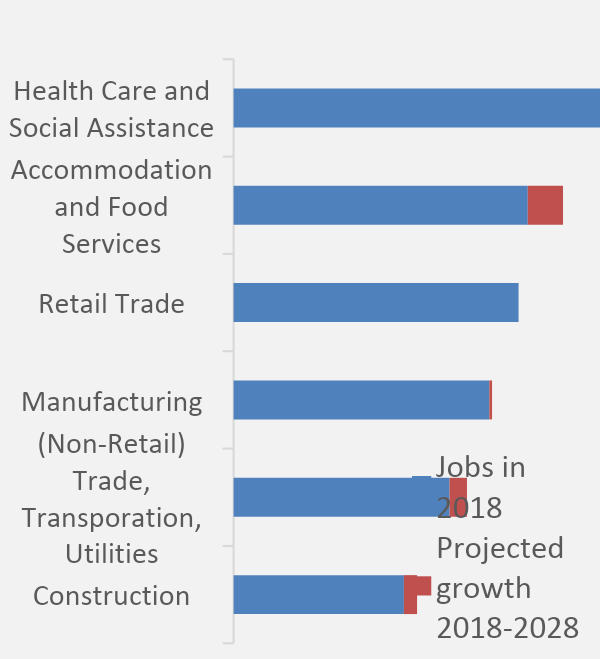 Health Care and
Social Assistance
Accommodation
and Food
Services
Retail Trade
Manufacturing
(Non-Retail)
Trade,
Transporation,
Utilities
Construction
Jobs in
2018
Projected
growth
2018-2028